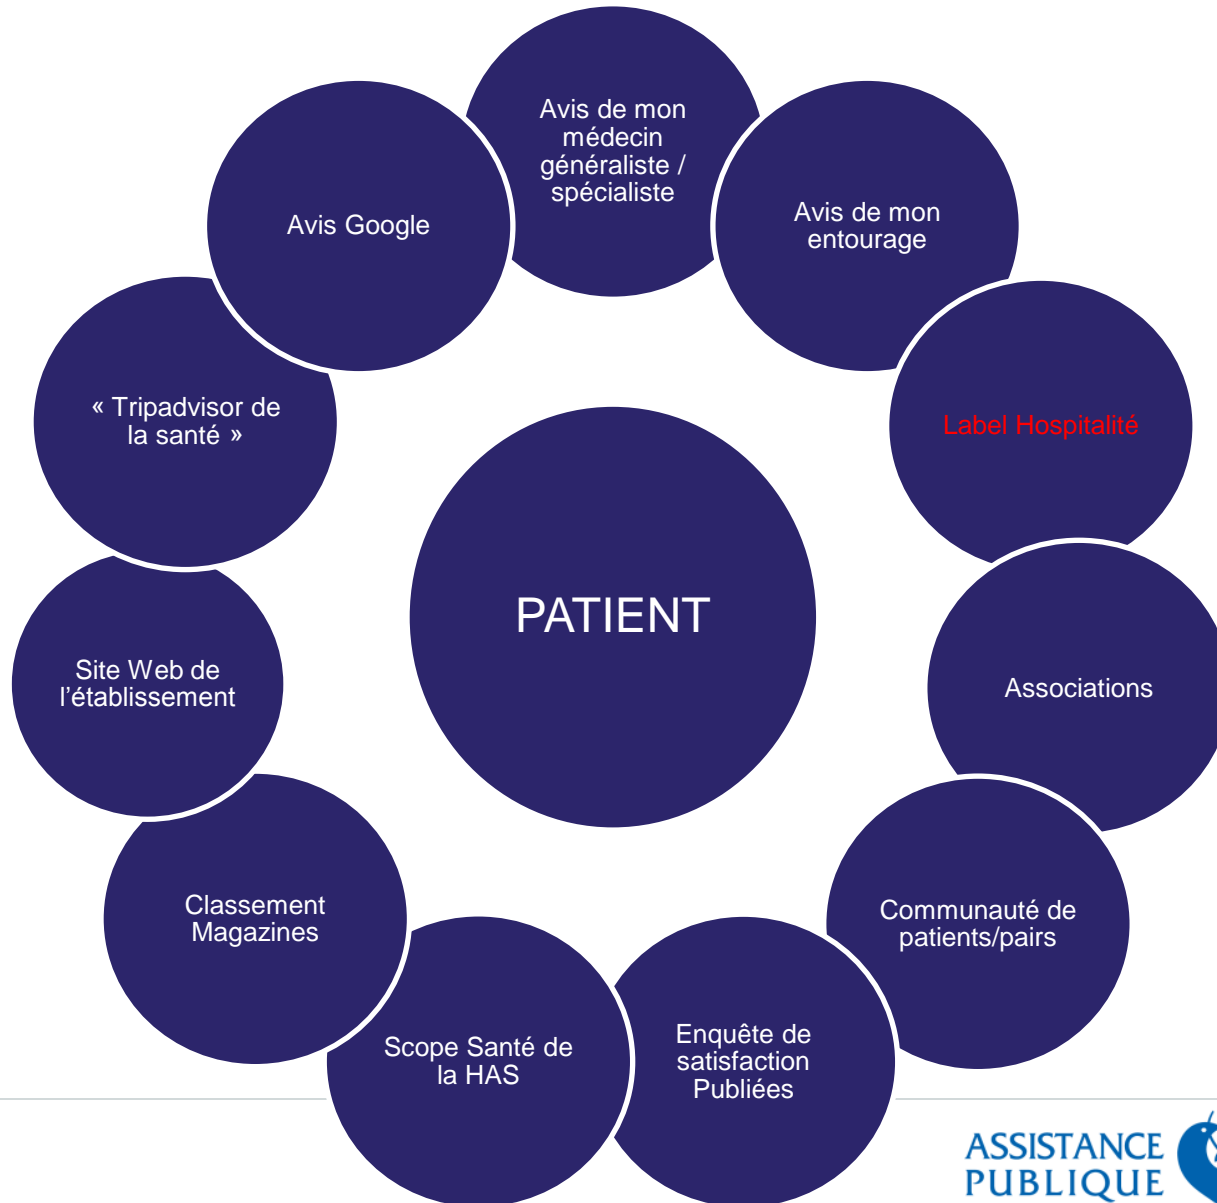 Avis de mon
médecin
généraliste /
spécialiste
Avis de mon
entourage
Label Hospitalité
Associations
Communauté de
patients/pairs
Enquête de
satisfaction
Publiées
Scope Santé de
la HAS
Classement
Magazines
Site Web de
l'établissement
« Tripadvisor de
la santé »
Avis Google
PATIENT
ASSISTANCE
PUBLIQUE